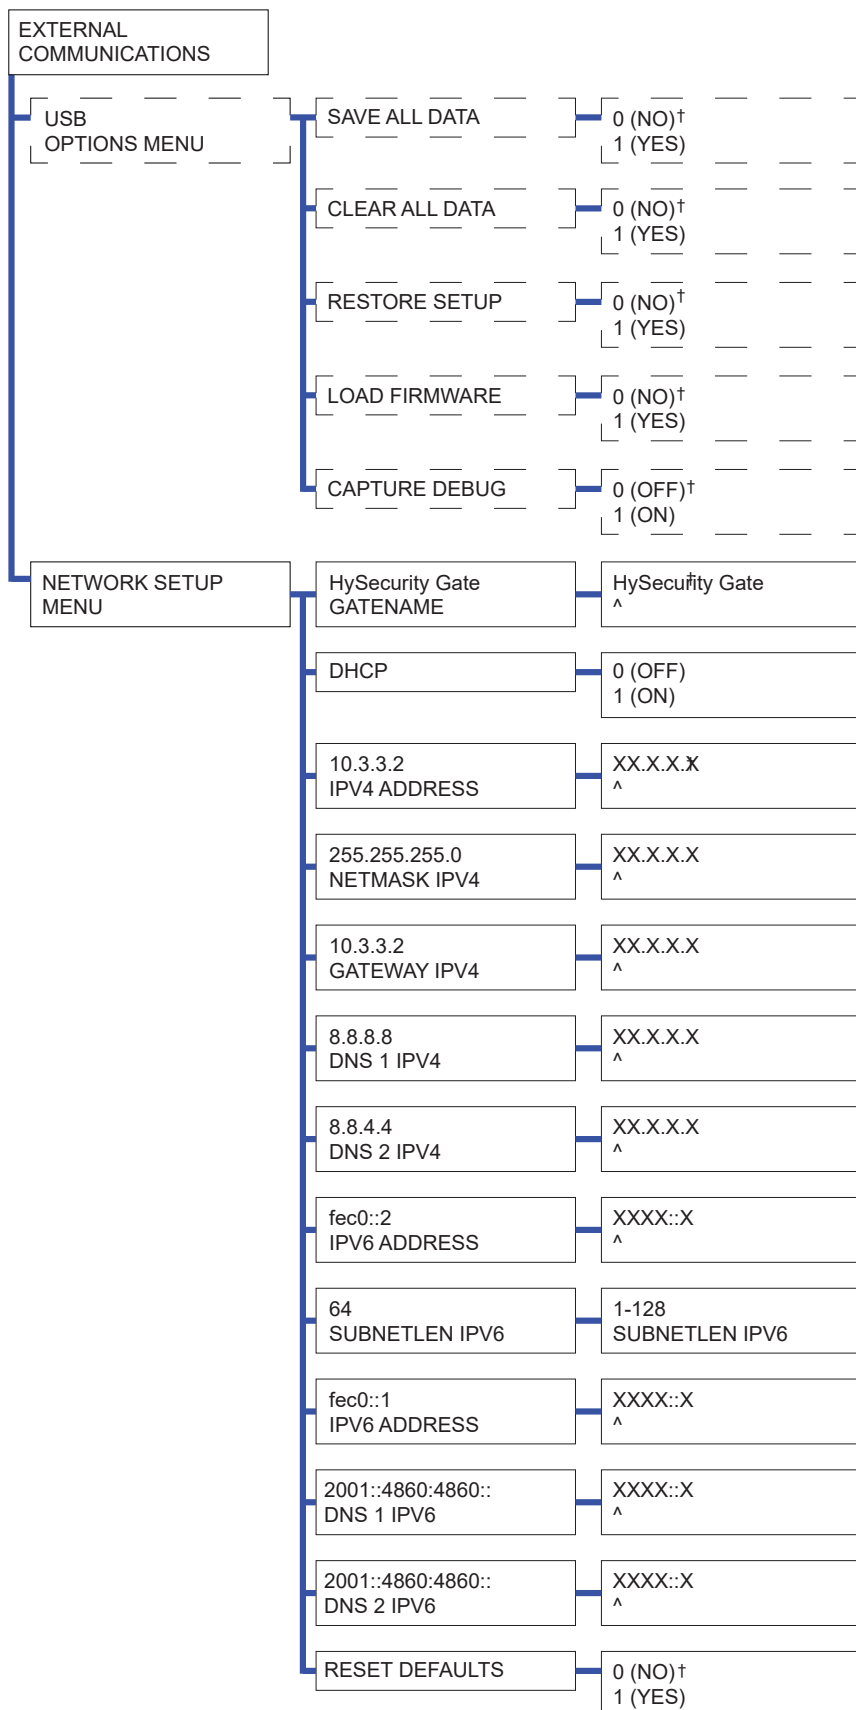 EXTERNAL
COMMUNICATIONS
USB
OPTIONS MENU
SAVE ALL DATA
0 (NO)†
1 (YES)
CLEAR ALL DATA
0 (NO)†
1 (YES)
RESTORE SETUP
0 (NO)†
1 (YES)
LOAD FIRMWARE
0 (NO)†
1 (YES)
CAPTURE DEBUG
0 (OFF)†
1 (ON)
NETWORK SETUP
MENU
HySecurity Gate
GATENAME
HySecurity Gate†
^
DHCP
0 (OFF)
1 (ON)
10.3.3.2
IPV4 ADDRESS
XX.X.X.X†
^
255.255.255.0
NETMASK IPV4
XX.X.X.X
^
10.3.3.2
GATEWAY IPV4
XX.X.X.X
^
8.8.8.8
DNS 1 IPV4
XX.X.X.X
^
8.8.4.4
DNS 2 IPV4
XX.X.X.X
^
fec0::2
IPV6 ADDRESS
XXXX::X
^
64
SUBNETLEN IPV6
1-128
SUBNETLEN IPV6
fec0::1
IPV6 ADDRESS
XXXX::X
^
2001::4860:4860::
DNS 1 IPV6
XXXX::X
^
2001::4860:4860::
DNS 2 IPV6
XXXX::X
^
RESET DEFAULTS
0 (NO)†
1 (YES)